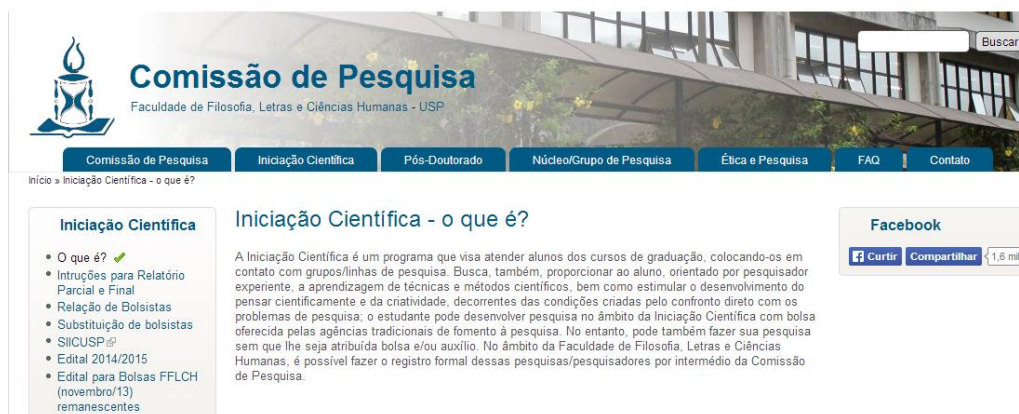 Buscar
Comissão de Pesquisa
Faculdade de Filosofia, Letras e Ciências Humanas - USP
Comissão de Pesquisa
Iniciação Científica
Pós-Doutorado
Núcleo/Grupo de Pesquisa
Ética e Pesquisa
FAQ
Contato
Início » Iniciação Científica - o que é?
Iniciação Científica
O que é?
Intruções para Relatório
Parcial e Final
Relação de Bolsistas
Substituição de bolsistas
SIICUSP
Edital 2014/2015
Edital para Bolsas FFLCH
(novembro/13)
remanescentes
Iniciação Científica - o que é?
A Iniciação Científica é um programa que visa atender alunos dos cursos de graduação, colocando-os em
contato com grupos/linhas de pesquisa. Busca, também, proporcionar ao aluno, orientado por pesquisador
experiente, a aprendizagem de técnicas e métodos científicos, bem como estimular o desenvolvimento do
pensar cientificamente e da criatividade, decorrentes das condições criadas pelo confronto direto com os
problemas de pesquisa; o estudante pode desenvolver pesquisa no âmbito da Iniciação Científica com bolsa
oferecida pelas agências tradicionais de fomento à pesquisa. No entanto, pode também fazer sua pesquisa
sem que lhe seja atribuída bolsa e/ou auxílio. No âmbito da Faculdade de Filosofia, Letras e Ciências
Humanas, é possível fazer o registro formal dessas pesquisas/pesquisadores por intermédio da Comissão
de Pesquisa.
Facebook
Curtir
Compartilhar
1,6 mil